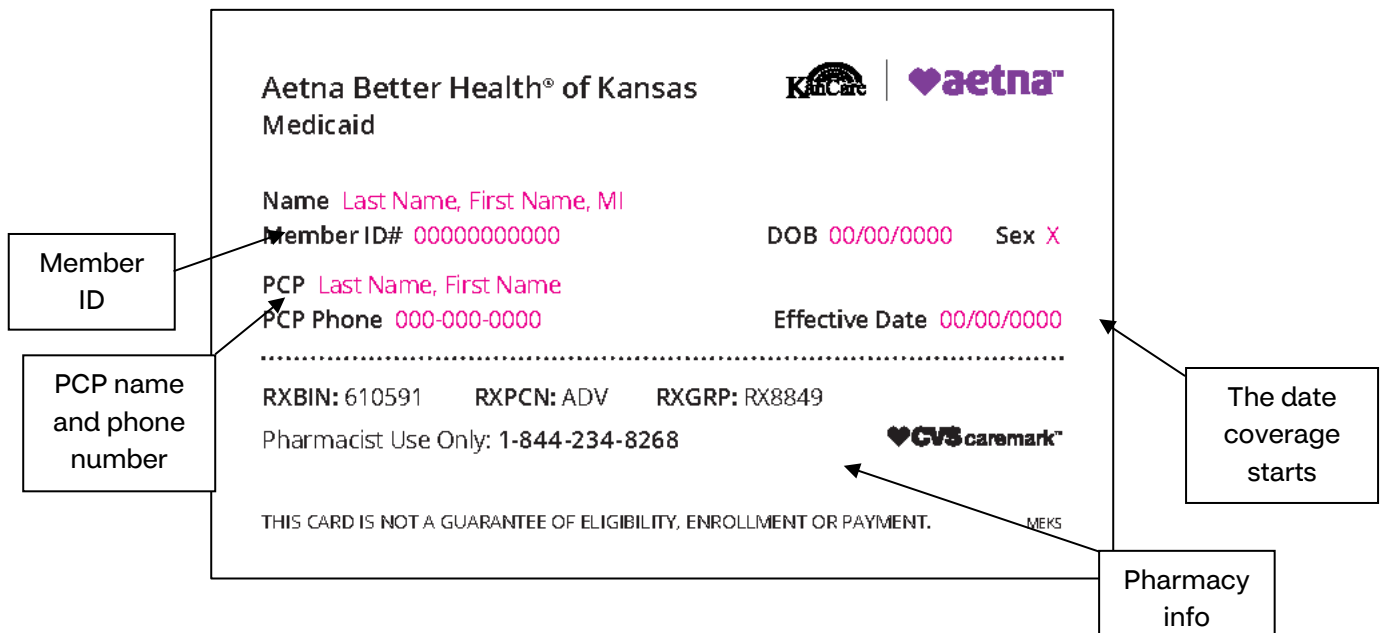 Aetna Better Health® of Kansas
Medicaid
KanCare
aetna™
Name Last Name, First Name, MI
Member ID# 00000000000 DOB 00/00/0000 Sex X
PCP Last Name, First Name
PCP Phone 000-000-0000 Effective Date 00/00/0000
RXBIN: 610591 RXPCN: ADV RXGRP: RX8849
Pharmacist Use Only: 1-844-234-8268
CVS caremark™
THIS CARD IS NOT A GUARANTEE OF ELIGIBILITY, ENROLLMENT OR PAYMENT. MEKS
Member
ID
PCP name
and phone
number
The date
coverage
starts
Pharmacy
info